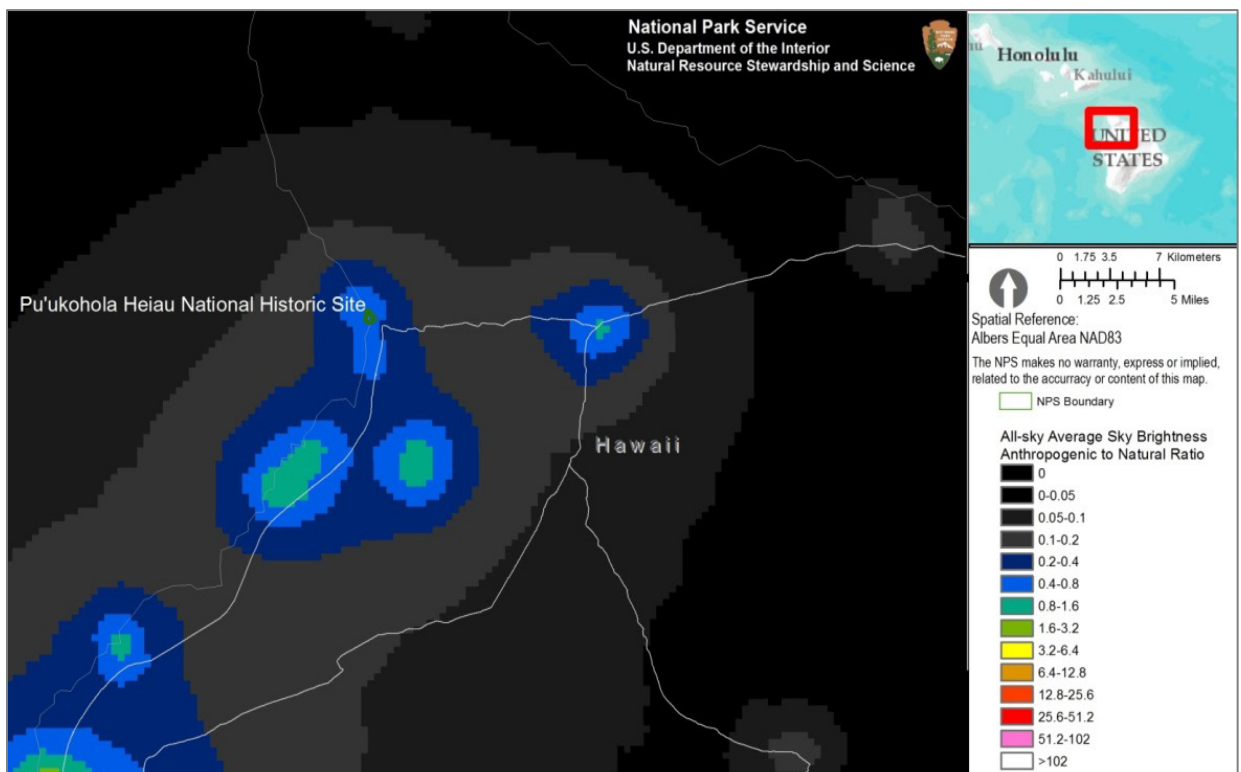 National Park Service
U.S. Department of the Interior
Natural Resource Stewardship and Science
Pu'ukohola Heiau National Historic Site
Hawaii
Honolulu
Kahului
UNITED
STATES
0 1.75 3.5 7 Kilometers
0 1.25 2.5 5 Miles
Spatial Reference:
Albers Equal Area NAD83
The NPS makes no warranty, express or implied,
related to the accurracy or content of this map.
NPS Boundary
All-sky Average Sky Brightness
Anthropogenic to Natural Ratio
0
0-0.05
0.05-0.1
0.1-0.2
0.2-0.4
0.4-0.8
0.8-1.6
1.6-3.2
3.2-6.4
6.4-12.8
12.8-25.6
25.6-51.2
51.2-102
>102